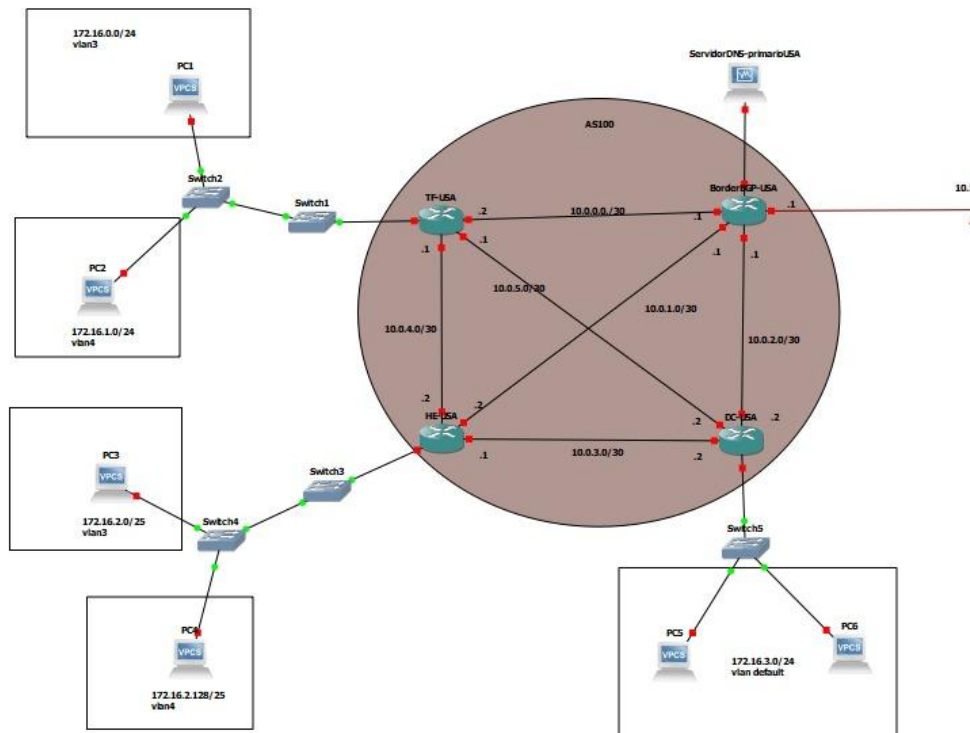 172.16.0.0/24
vlan3
PC1
VPCS
ServidorDNS-primarioUSA
AS100
Switch2
Switch1
TF-USA
.2
10.0.0.0./30
.1
BorderBGP-USA
.1
10.
.1
.1
.1
.1
PC2
VPCS
172.16.1.0/24
vlan4
10.0.5.0/30
10.0.1.0/30
10.0.4.0/30
10.0.2.0/30
.2
.2
HE-USA
.1
10.0.3.0/30
.2
.2
DC-USA
.2
PC3
VPCS
172.16.2.0/25
vlan3
Switch3
Switch4
Switch5
PC4
VPCS
172.16.2.128/25
vlan4
PC5
VPCS
PC6
VPCS
172.16.3.0/24
vlan default